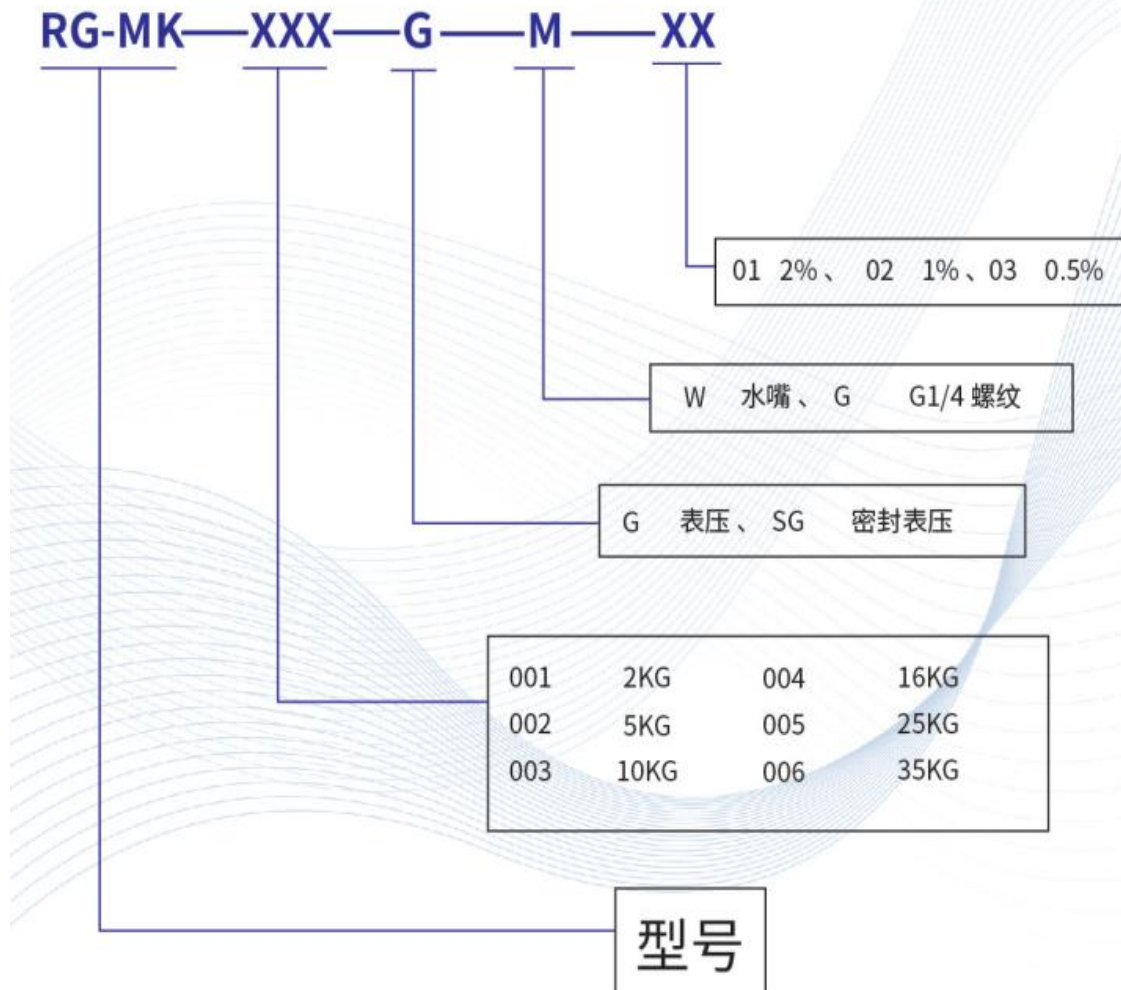 RG-MK—XXX—G—M—XX
01 2%、 02 1%、03 0.5%
W 水嘴、 G G1/4 螺纹
G 表压、 SG 密封表压
001 2KG 004 16KG
002 5KG 005 25KG
003 10KG 006 35KG
型号